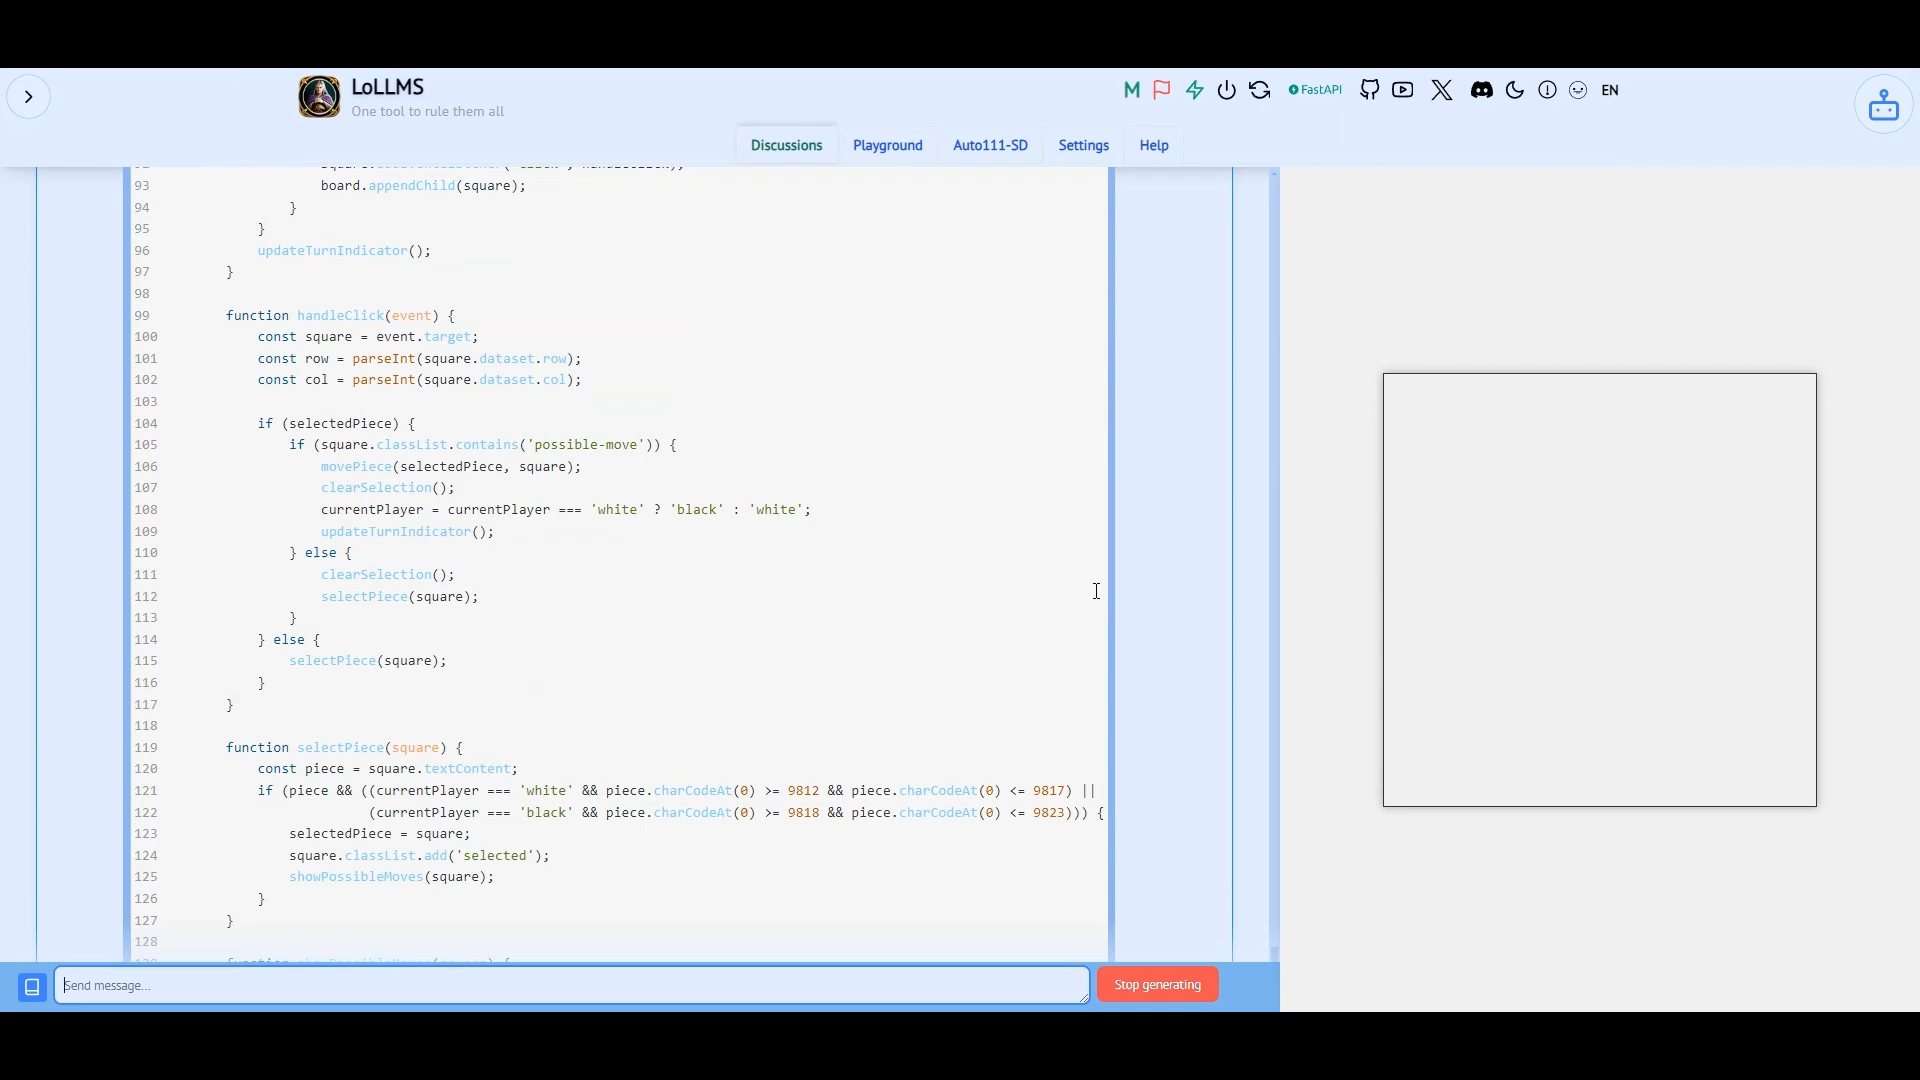 LoLLMS
One tool to rule them all
FastAPI
EN
Discussions Playground Auto111-SD Settings Help
93 board.appendChild(square);
94 }
95 }
96 updateTurnIndicator();
97 }
98
99 function handleClick(event) {
100 const square = event.target;
101 const row = parseInt(square.dataset.row);
102 const col = parseInt(square.dataset.col);
103
104 if (selectedPiece) {
105 if (square.classList.contains('possible-move')) {
106 movePiece(selectedPiece, square);
107 clearSelection();
108 currentPlayer = currentPlayer === 'white' ? 'black' : 'white';
109 updateTurnIndicator();
110 } else {
111 clearSelection();
112 selectPiece(square);
113 }
114 } else {
115 selectPiece(square);
116 }
117 }
118
119 function selectPiece(square) {
120 const piece = square.textContent;
121 if (piece && ((currentPlayer === 'white' && piece.charCodeAt(0) >= 9812 && piece.charCodeAt(0) <= 9817) ||
122 (currentPlayer === 'black' && piece.charCodeAt(0) >= 9818 && piece.charCodeAt(0) <= 9823))) {
123 selectedPiece = square;
124 square.classList.add('selected');
125 showPossibleMoves(square);
126 }
127 }
128
Send message...
Stop generating